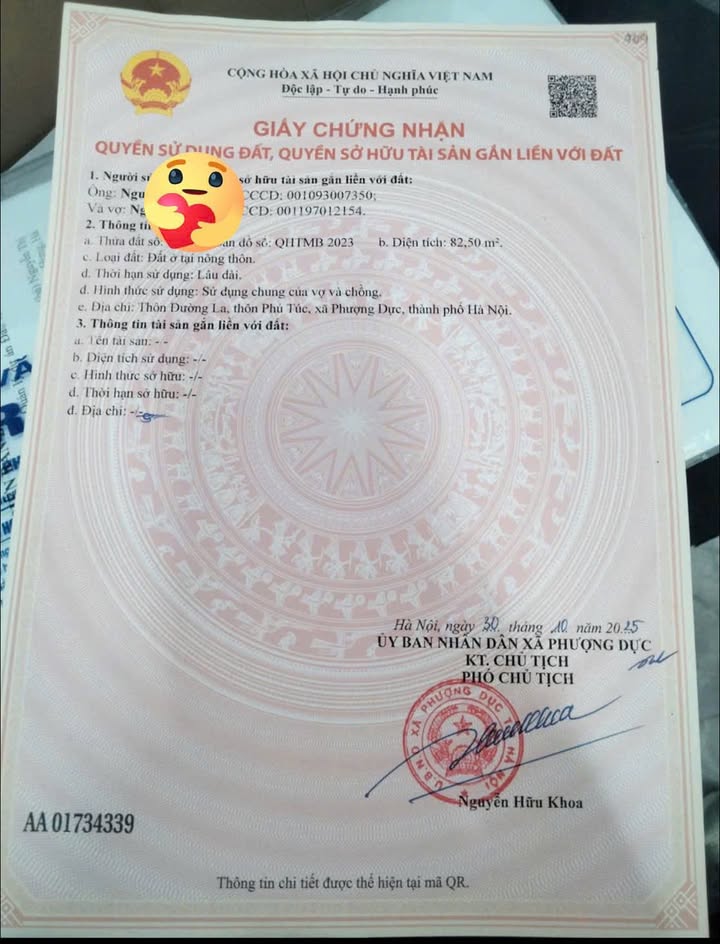 909
CỘNG HÒA XÃ HỘI CHỦ NGHĨA VIỆT NAM
Độc lập - Tự do - Hạnh phúc
GIẤY CHỨNG NHẬN
QUYỀN SỬ DỤNG ĐẤT, QUYỀN SỞ HỮU TÀI SẢN GẮN LIỀN VỚI ĐẤT
1. Người sở hữu tài sản gắn liền với đất:
Ông: CCCD: 001093007350;
Và vợ: CCCD: 001197012154.
2. Thông ti
a. Thửa đất số: đồ số: QHTMB 2023 b. Diện tích: 82,50 m².
c. Loại đất: Đất ở tại nông thôn.
d. Thời hạn sử dụng: Lâu dài.
đ. Hình thức sử dụng: Sử dụng chung của vợ và chồng.
e. Địa chỉ: Thôn Đường La, thôn Phú Túc, xã Phượng Dực, thành phố Hà Nội.
3. Thông tin tài sản gắn liền với đất:
a. Tên tài sản: -/-
b. Diện tích sử dụng: -/-
c. Hình thức sở hữu: -/-
d. Thời hạn sở hữu: -/-
đ. Địa chỉ: -/-
Hà Nội, ngày 30 tháng 10 năm 2025
ỦY BAN NHÂN DÂN XÃ PHƯỢNG DỰC
KT. CHỦ TỊCH
PHÓ CHỦ TỊCH
U.B.N.D XÃ PHƯỢNG DỰC
HÀ NỘI
Nguyễn Hữu Khoa
AA 01734339
Thông tin chi tiết được thể hiện tại mã QR.